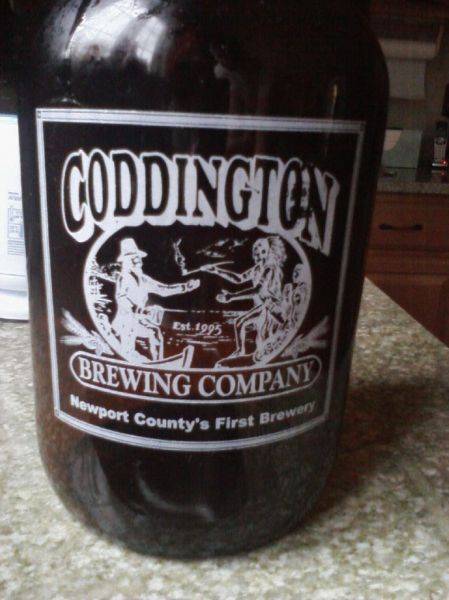 CODDINGTON
Est. 1995
BREWING COMPANY
Newport County's First Brewery